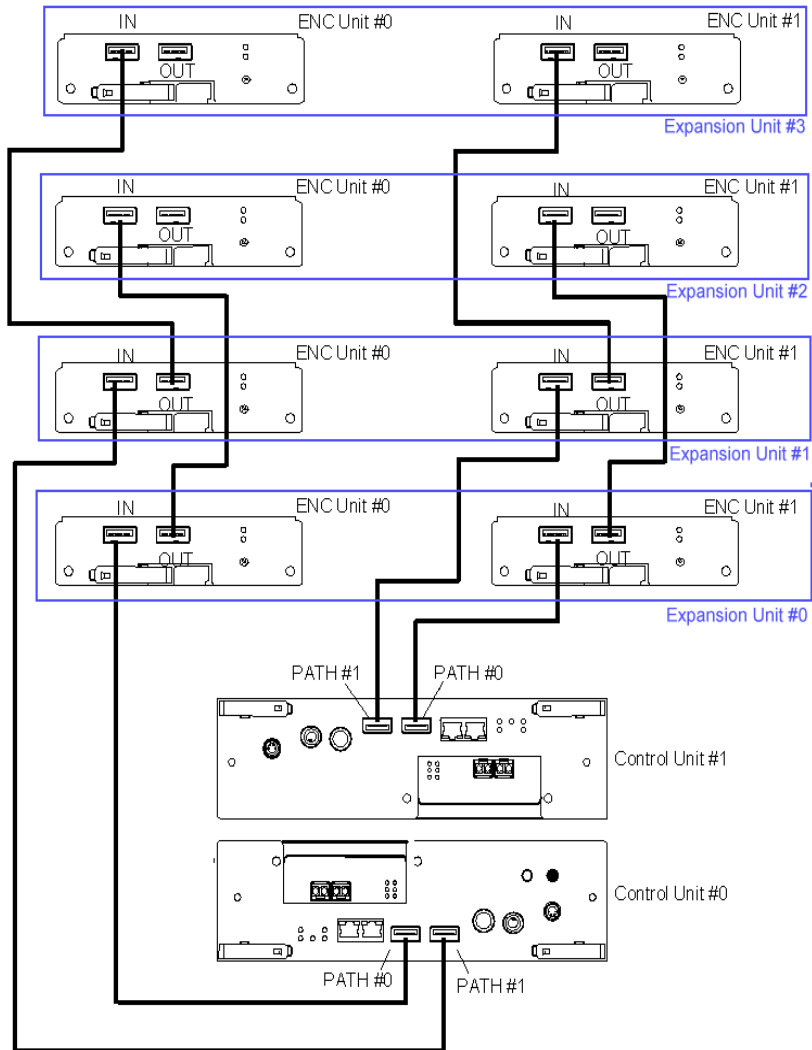 IN
ENC Unit #0
OUT
IN
ENC Unit #1
OUT
Expansion Unit #3
IN
ENC Unit #0
OUT
IN
ENC Unit #1
OUT
Expansion Unit #2
IN
ENC Unit #0
OUT
IN
ENC Unit #1
OUT
Expansion Unit #1
IN
ENC Unit #0
OUT
IN
ENC Unit #1
OUT
Expansion Unit #0
PATH #1
PATH #0
Control Unit #1
Control Unit #0
PATH #0
PATH #1